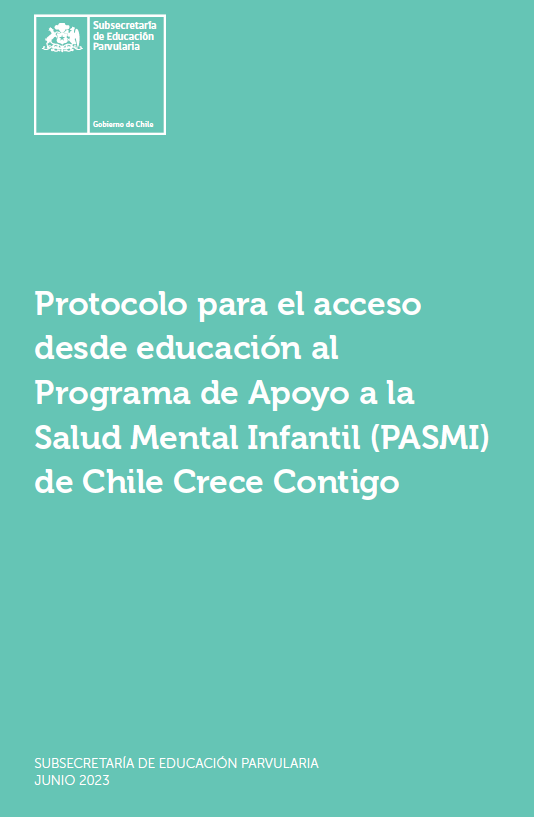 Subsecretaría
de Educación
Parvularia
Gobierno de Chile
Protocolo para el acceso
desde educación al
Programa de Apoyo a la
Salud Mental Infantil (PASMI)
de Chile Crece Contigo
SUBSECRETARÍA DE EDUCACIÓN PARVULARIA
JUNIO 2023